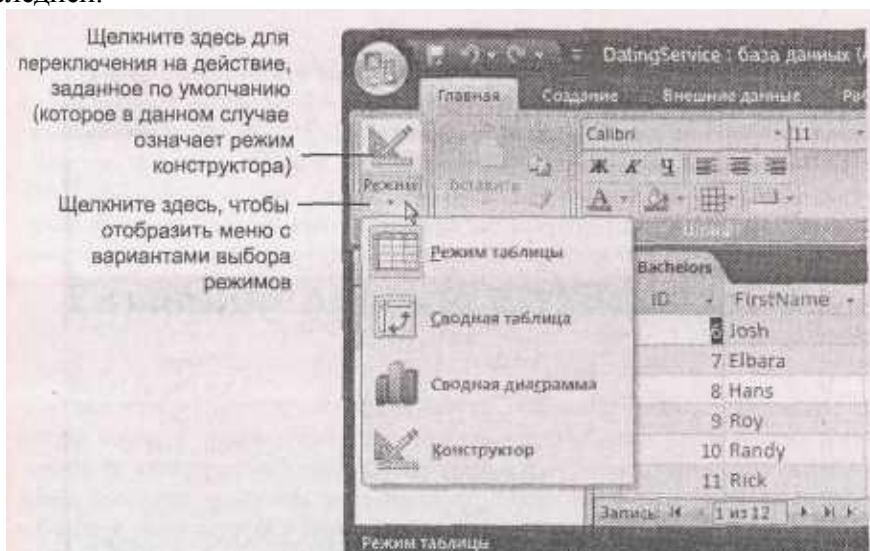 Щелкните здесь для
переключения на действие,
заданное по умолчанию
(которое в данном случае
означает режим
конструктора)
Щелкните здесь, чтобы
отобразить меню с
вариантами выбора
режимов
DatingService : база данных (
Главная Создание Внешние данные Раб
Calibri 11
Режим Вставить
Ж К Ч
А
Шрифт
Режим таблицы
Сводная таблица
Сводная диаграмма
Конструктор
Bachelors
ID FirstName
6 Josh
7 Elbara
8 Hans
9 Roy
10 Randy
11 Rick
Запись: 1 из 12
Режим таблицы